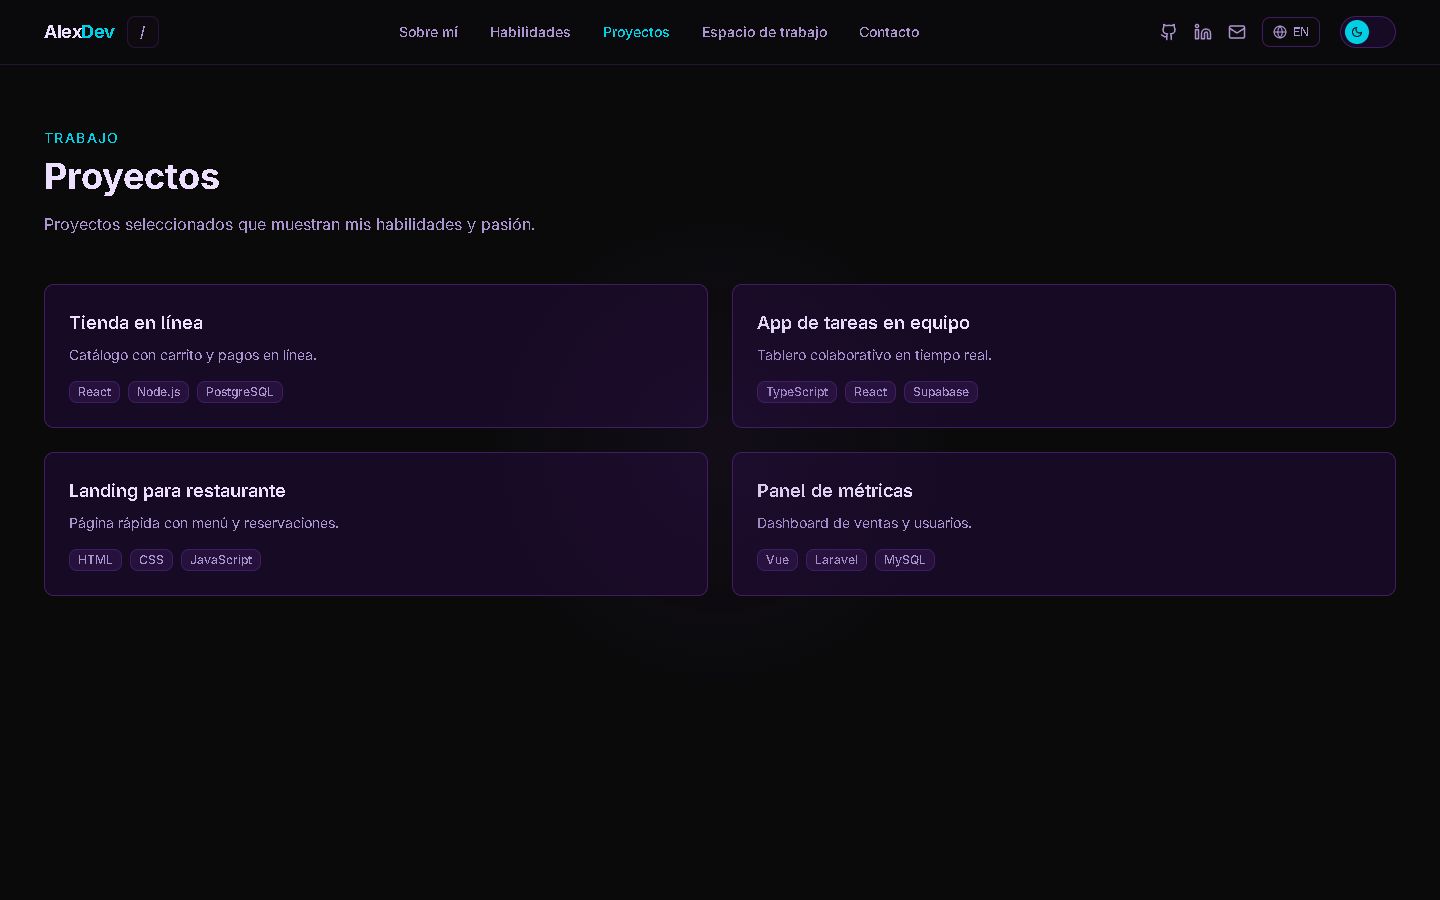 AlexDev /
Sobre mí Habilidades Proyectos Espacio de trabajo Contacto EN
TRABAJO
Proyectos
Proyectos seleccionados que muestran mis habilidades y pasión.
Tienda en línea
Catálogo con carrito y pagos en línea.
React Node.js PostgreSQL
App de tareas en equipo
Tablero colaborativo en tiempo real.
TypeScript React Supabase
Landing para restaurante
Página rápida con menú y reservaciones.
HTML CSS JavaScript
Panel de métricas
Dashboard de ventas y usuarios.
Vue Laravel MySQL